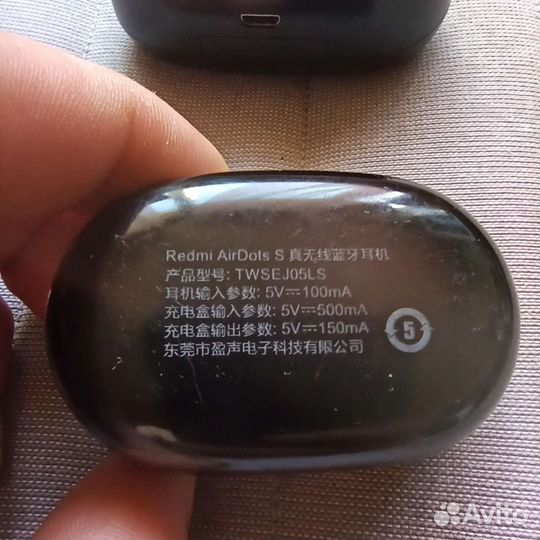 Redmi AirDots S 真无线蓝牙耳机
产品型号: TWSEJ05LS
耳机输入参数: 5V⎓100mA
充电盒输入参数: 5V⎓500mA
充电盒输出参数: 5V⎓150mA
东莞市盈声电子科技有限公司
5
Avito